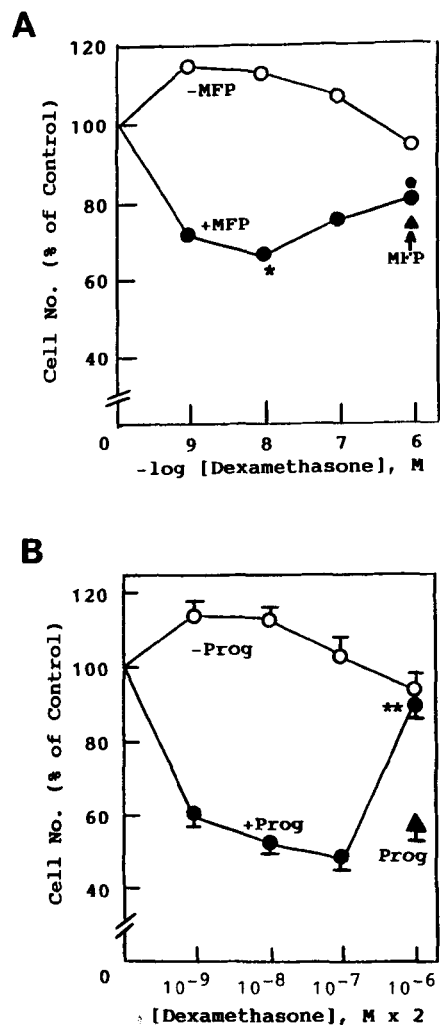 A
120
100
80
60
40
0
Cell No. (% of Control)
-MFP
+MFP
*
MFP
9 8 7 6
-log [Dexamethasone], M
B
120
100
80
60
40
0
Cell No. (% of Control)
-Prog
**
+Prog
Prog
10-9 10-8 10-7 10-6
[Dexamethasone], M x 2